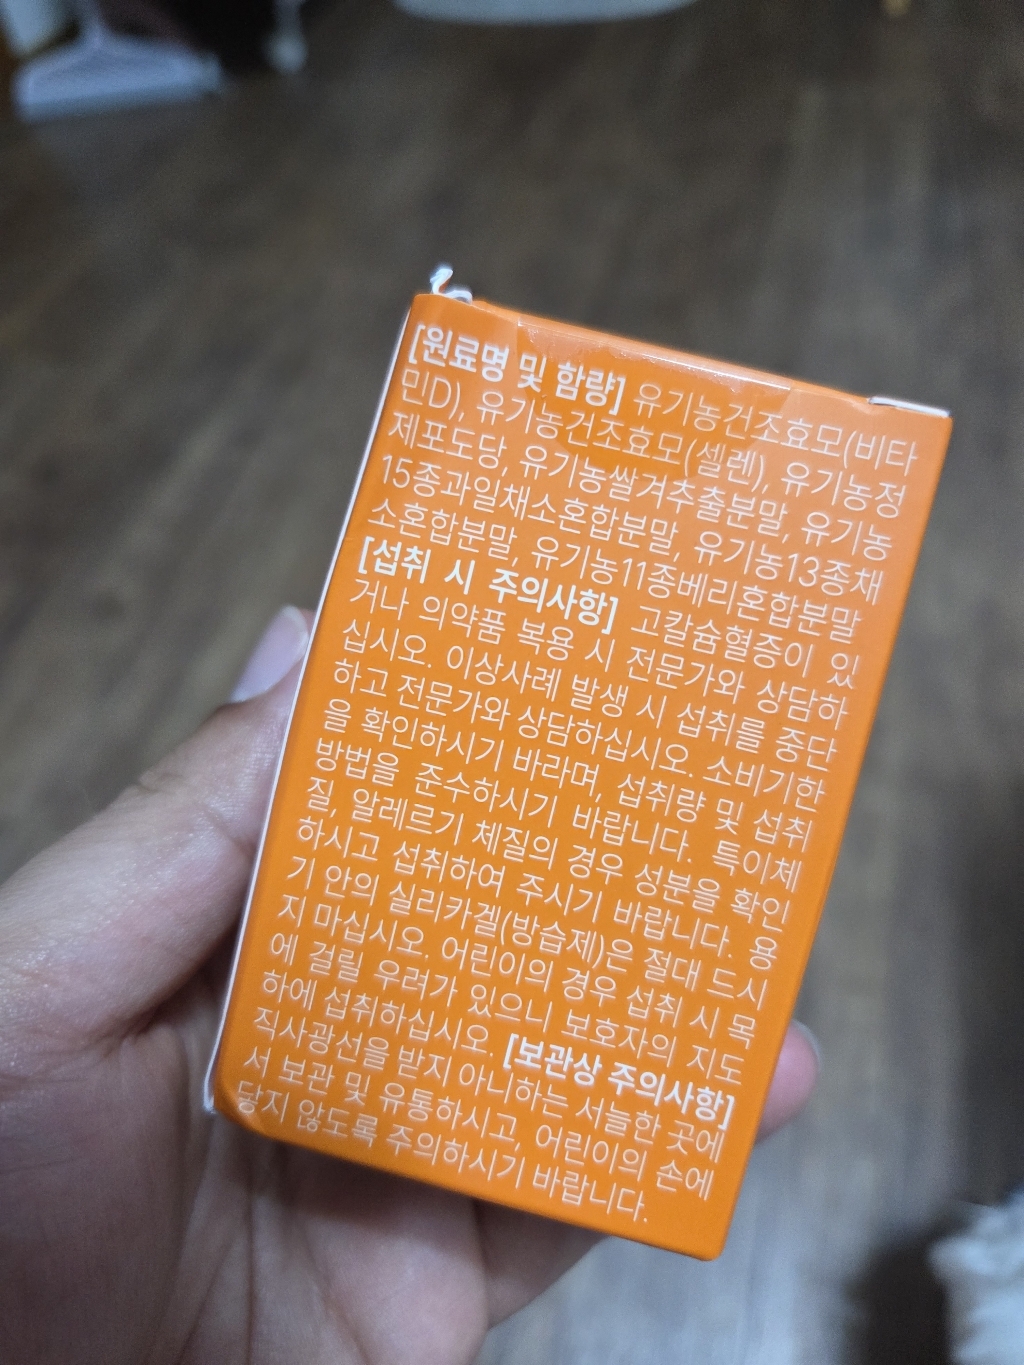 [원료명 및 함량] 유기농건조효모(비타
민D), 유기농건조효모(셀렌), 유기농정
제포도당, 유기농쌀겨추출분말, 유기농
15종과일채소혼합분말, 유기농13종채
소혼합분말, 유기농11종베리혼합분말
[섭취 시 주의사항] 고칼슘혈증이 있
거나 의약품 복용 시 전문가와 상담하
십시오. 이상사례 발생 시 섭취를 중단
하고 전문가와 상담하십시오. 소비기한
을 확인하시기 바라며, 섭취량 및 섭취
방법을 준수하시기 바랍니다. 특이체
질, 알레르기 체질의 경우 성분을 확인
하시고 섭취하여 주시기 바랍니다. 용
기 안의 실리카겔(방습제)은 절대 드시
지 마십시오. 어린이의 경우 섭취 시 목
에 걸릴 우려가 있으니 보호자의 지도
하에 섭취하십시오. [보관상 주의사항]
직사광선을 받지 아니하는 서늘한 곳에
서 보관 및 유통하시고, 어린이의 손에
닿지 않도록 주의하시기 바랍니다.